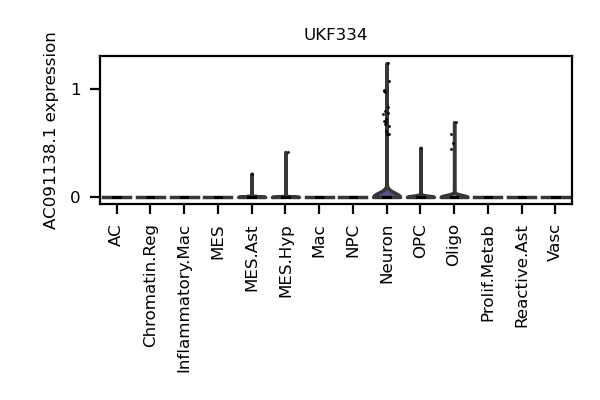 UKF334
AC091138.1 expression
1
0
AC
Chromatin.Reg
Inflammatory.Mac
MES
MES.Ast
MES.Hyp
Mac
NPC
Neuron
OPC
Oligo
Prolif.Metab
Reactive.Ast
Vasc